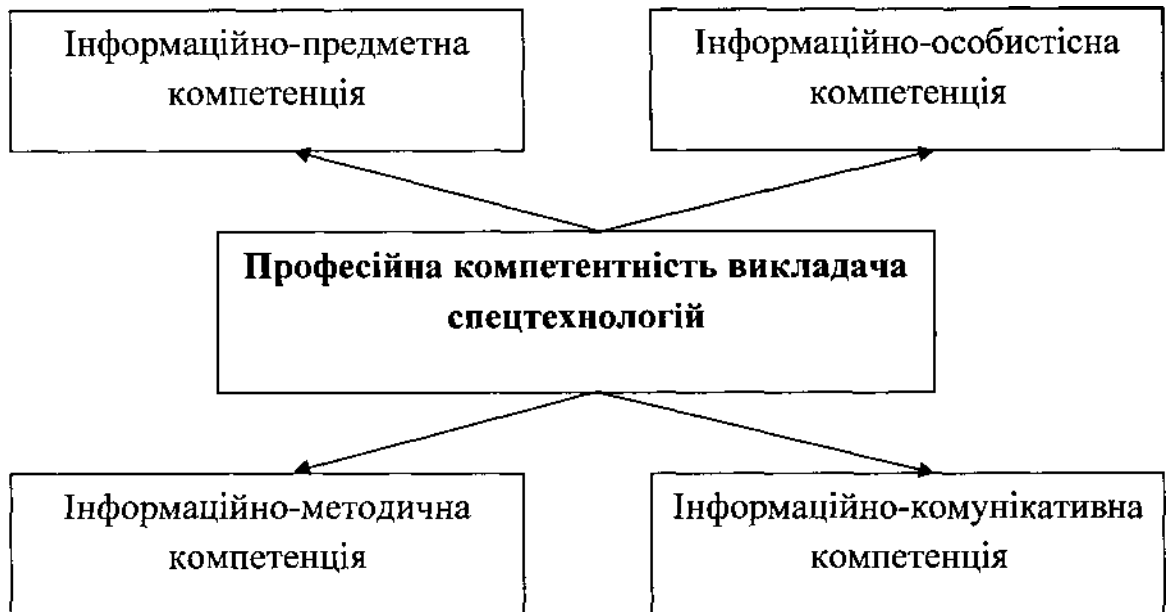 Інформаційно-предметна
компетенція
Інформаційно-особистісна
компетенція
Професійна компетентність викладача
спецтехнологій
Інформаційно-методична
компетенція
Інформаційно-комунікативна
компетенція